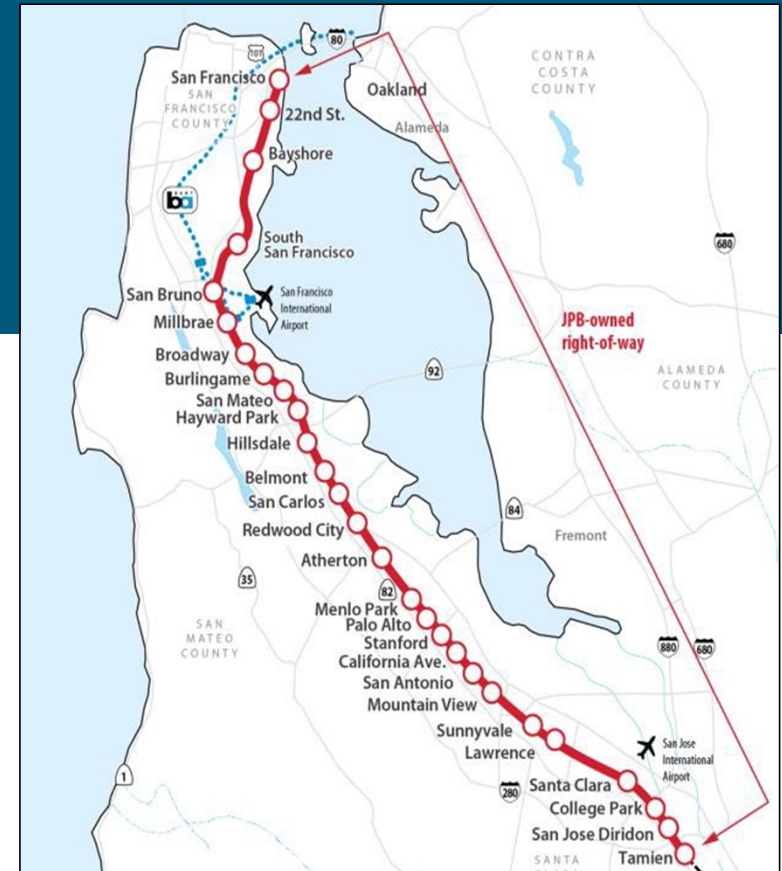 80
101
CONTRA
COSTA
COUNTY
San Francisco
Oakland
SAN
FRANCISCO
COUNTY
22nd St.
Alameda
Bayshore
ba
680
South
San Francisco
San Bruno
San Francisco
International
Airport
Millbrae
JPB-owned
right-of-way
Broadway
92
ALAMEDA
COUNTY
Burlingame
San Mateo
Hayward Park
Hillsdale
Belmont
San Carlos
84
Redwood City
Fremont
Atherton
35
82
Menlo Park
SAN
MATEO
COUNTY
Palo Alto
Stanford
880
680
California Ave.
San Antonio
Mountain View
Sunnyvale
Lawrence
San Jose
International
Airport
1
280
Santa Clara
College Park
San Jose Diridon
Tamien
SANTA